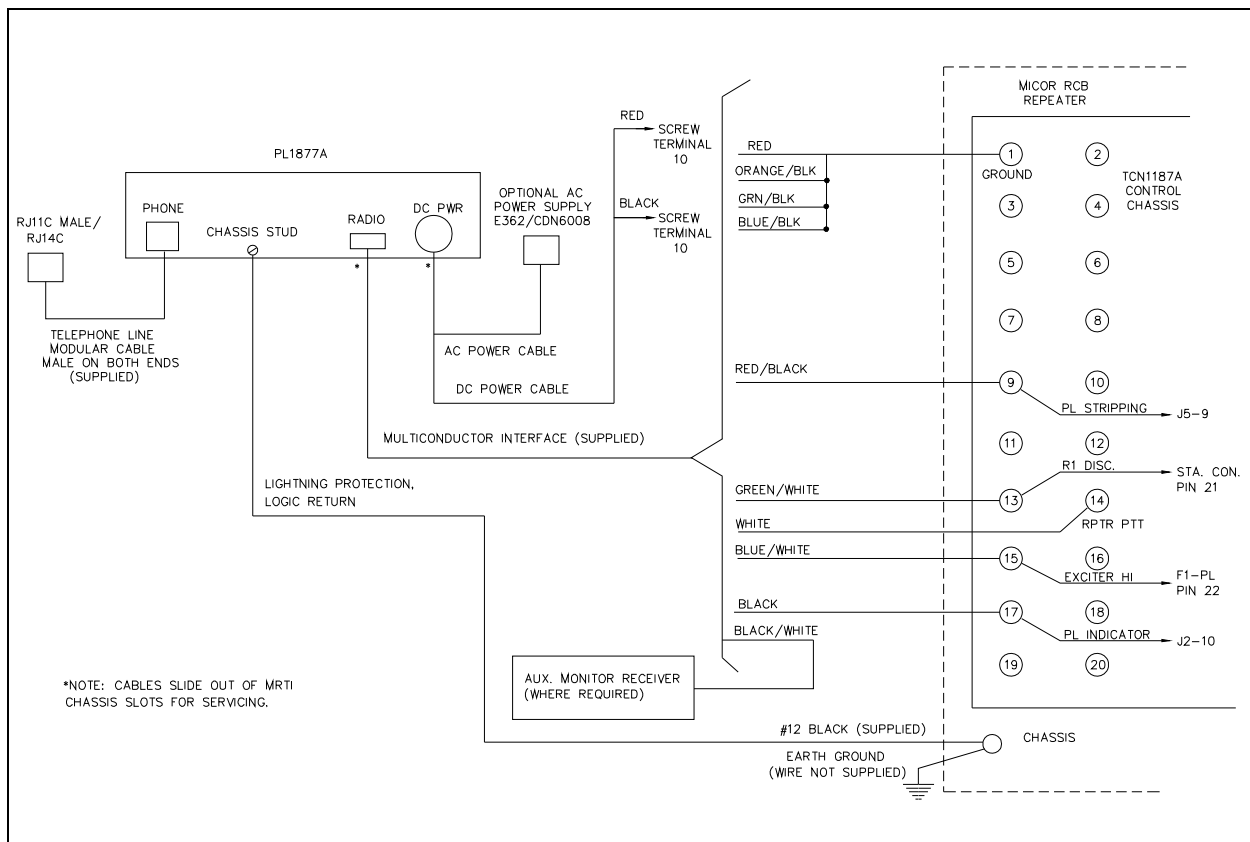 MICOR RCB
REPEATER
PL1877A
RJ11C MALE/
RJ14C
PHONE
CHASSIS STUD
RADIO
DC PWR
*
*
OPTIONAL AC
POWER SUPPLY
E362/CDN6008
TELEPHONE LINE
MODULAR CABLE
MALE ON BOTH ENDS
(SUPPLIED)
AC POWER CABLE
DC POWER CABLE
MULTICONDUCTOR INTERFACE (SUPPLIED)
LIGHTNING PROTECTION,
LOGIC RETURN
RED
SCREW
TERMINAL
10
BLACK
SCREW
TERMINAL
10
RED
ORANGE/BLK
GRN/BLK
BLUE/BLK
RED/BLACK
GREEN/WHITE
WHITE
BLUE/WHITE
BLACK
BLACK/WHITE
AUX. MONITOR RECEIVER
(WHERE REQUIRED)
*NOTE: CABLES SLIDE OUT OF MRTI
CHASSIS SLOTS FOR SERVICING.
1 2
GROUND
TCN1187A
CONTROL
CHASSIS
3 4
5 6
7 8
9 10
PL STRIPPING
J5-9
11 12
R1 DISC.
STA. CON.
PIN 21
13 14
RPTR PTT
15 16
EXCITER HI
F1-PL
PIN 22
17 18
PL INDICATOR
J2-10
19 20
#12 BLACK (SUPPLIED)
CHASSIS
EARTH GROUND
(WIRE NOT SUPPLIED)